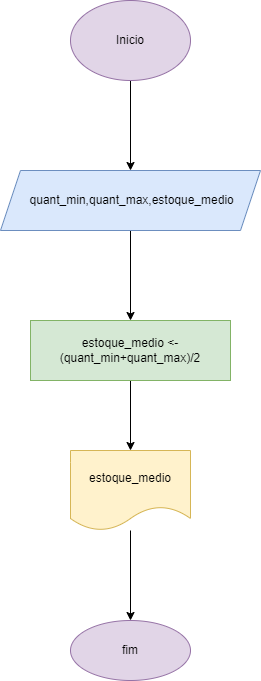 Inicio
quant_min,quant_max,estoque_medio
estoque_medio <-
(quant_min+quant_max)/2
estoque_medio
fim